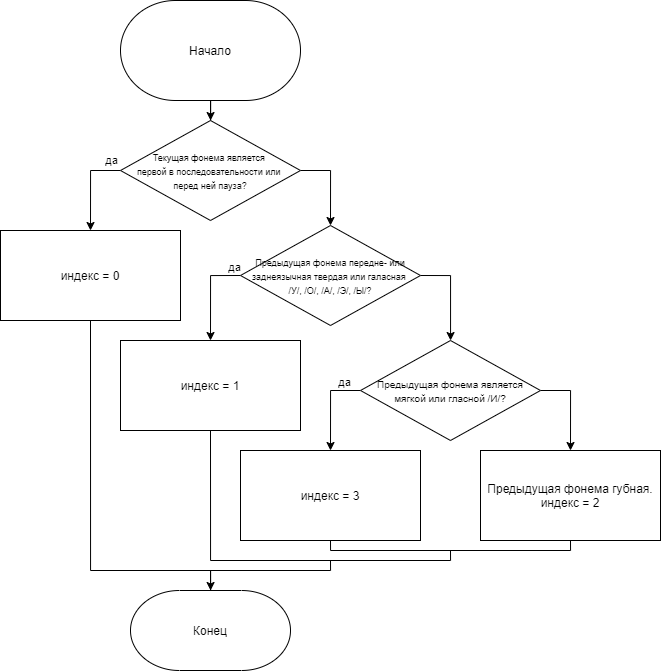 Начало
Текущая фонема является
первой в последовательности или
перед ней пауза?
да
индекс = 0
Предыдущая фонема передне- или
заднеязычная твердая или галасная
/У/, /О/, /А/, /Э/, /Ы/?
да
индекс = 1
Предыдущая фонема является
мягкой или гласной /И/?
да
индекс = 3
Предыдущая фонема губная.
индекс = 2
Конец